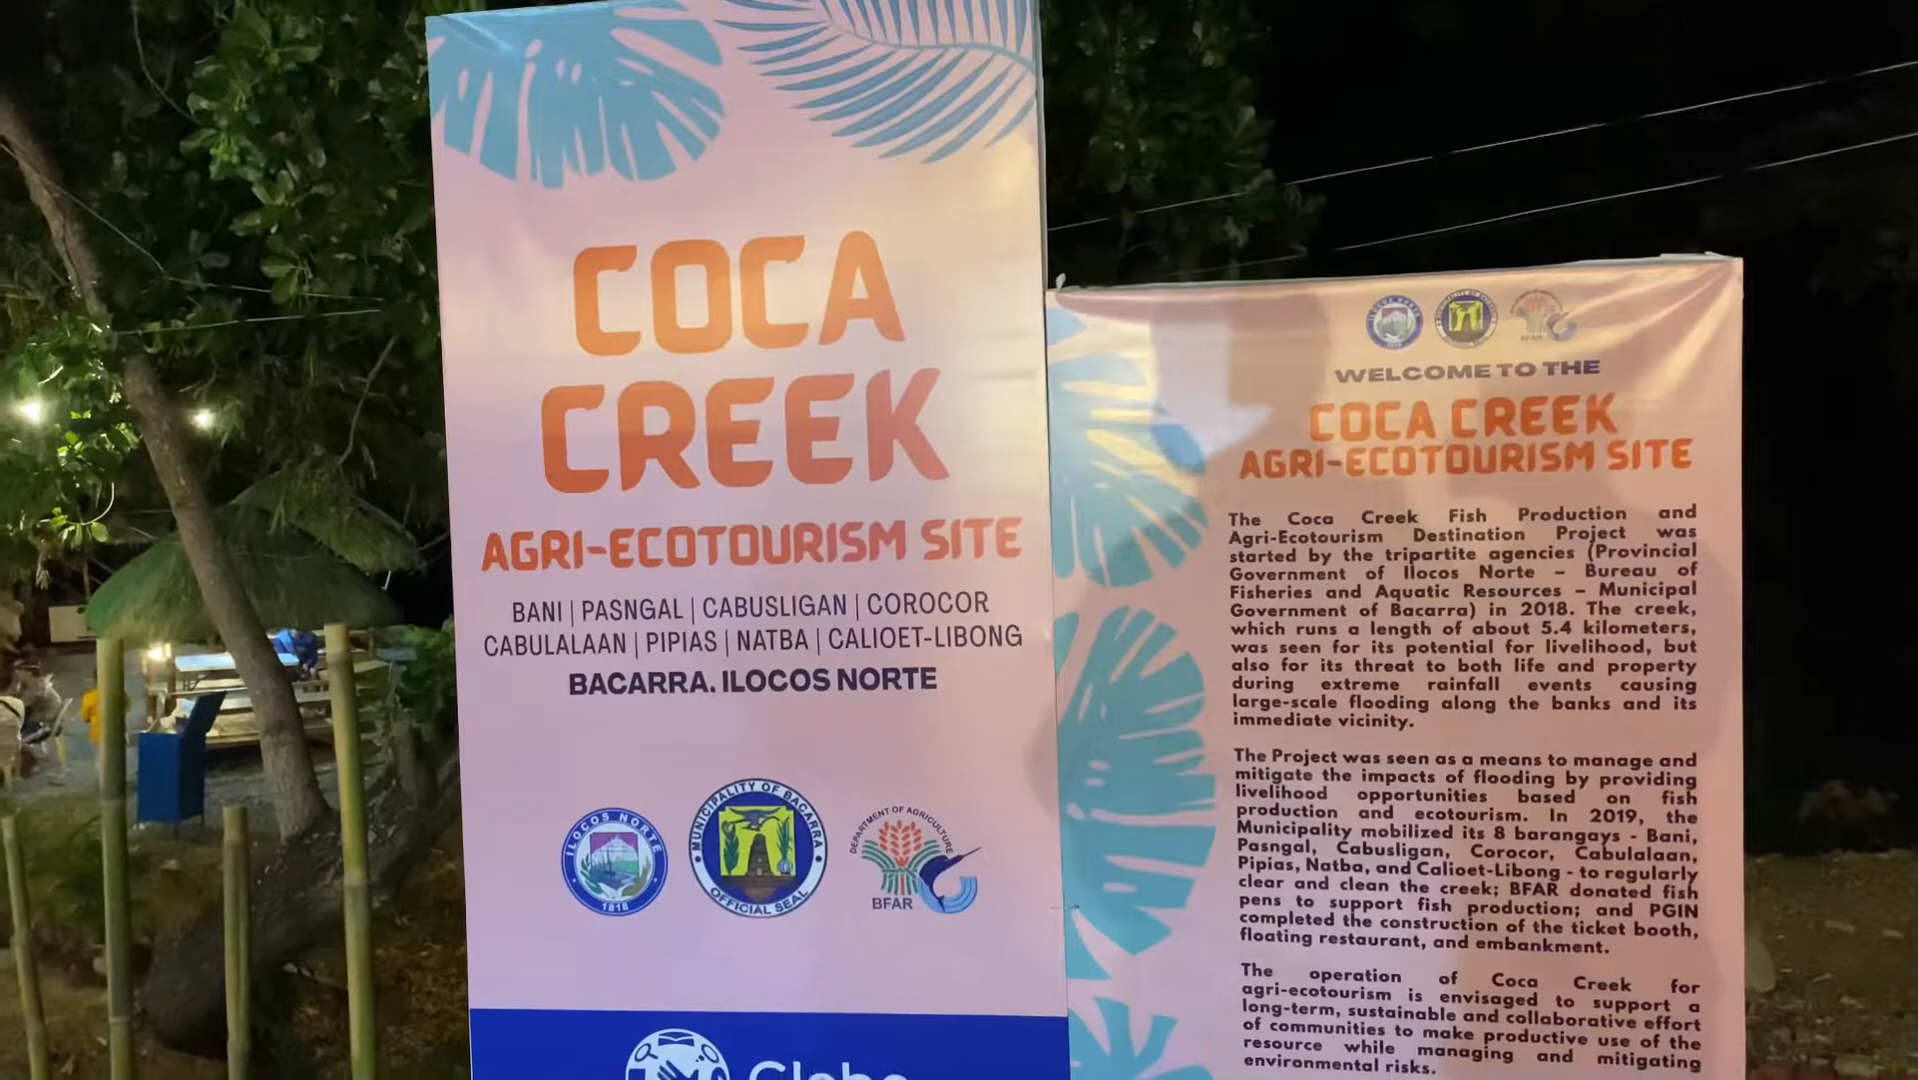 COCA
CREEK
AGRI-ECOTOURISM SITE
BANI | PASNGAL | CABUSLIGAN | COROCOR
CABULALAAN | PIPIAS | NATBA | CALIOET-LIBONG
BACARRA, ILOCOS NORTE
ILOCOS NORTE
1818
MUNICIPALITY OF BACARRA
OFFICIAL SEAL
DEPARTMENT OF AGRICULTURE
BFAR
Globe
BFAR
WELCOME TO THE
COCA CREEK
AGRI-ECOTOURISM SITE
The Coca Creek Fish Production and
Agri-Ecotourism Destination Project was
started by the tripartite agencies (Provincial
Government of Ilocos Norte – Bureau of
Fisheries and Aquatic Resources – Municipal
Government of Bacarra) in 2018. The creek,
which runs a length of about 5.4 kilometers,
was seen for its potential for livelihood, but
also for its threat to both life and property
during extreme rainfall events causing
large-scale flooding along the banks and its
immediate vicinity.
The Project was seen as a means to manage and
mitigate the impacts of flooding by providing
livelihood opportunities based on fish
production and ecotourism. In 2019, the
Municipality mobilized its 8 barangays - Bani,
Pasngal, Cabusligan, Corocor, Cabulalaan,
Pipias, Natba, and Calioet-Libong - to regularly
clear and clean the creek; BFAR donated fish
pens to support fish production; and PGIN
completed the construction of the ticket booth,
floating restaurant, and embankment.
The operation of Coca Creek for
agri-ecotourism is envisaged to support a
long-term, sustainable and collaborative effort
of communities to make productive use of the
resource while managing and mitigating
environmental risks.